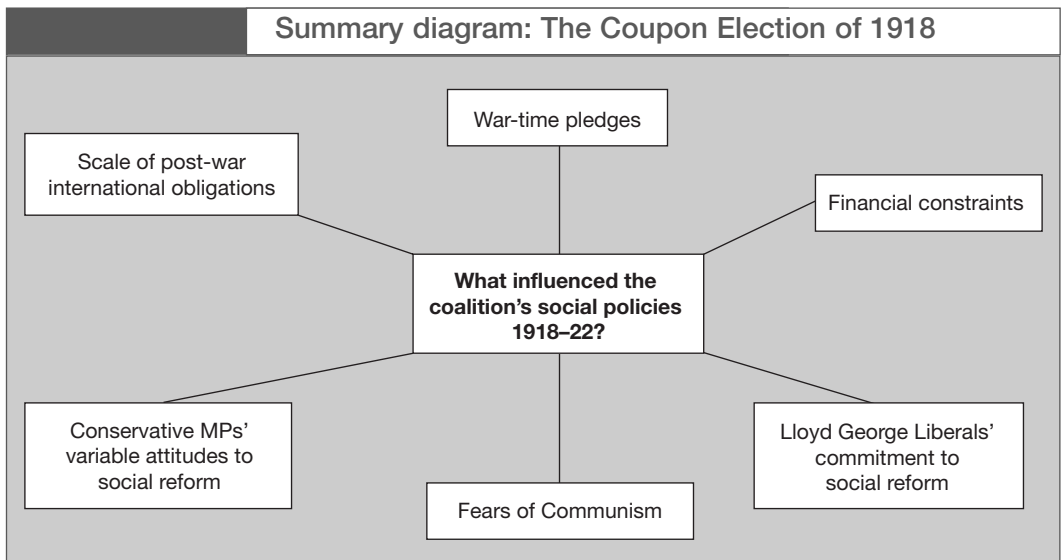 Summary diagram: The Coupon Election of 1918
War-time pledges
Scale of post-war
international obligations
Financial constraints
What influenced the
coalition's social policies
1918–22?
Conservative MPs'
variable attitudes to
social reform
Fears of Communism
Lloyd George Liberals'
commitment to
social reform